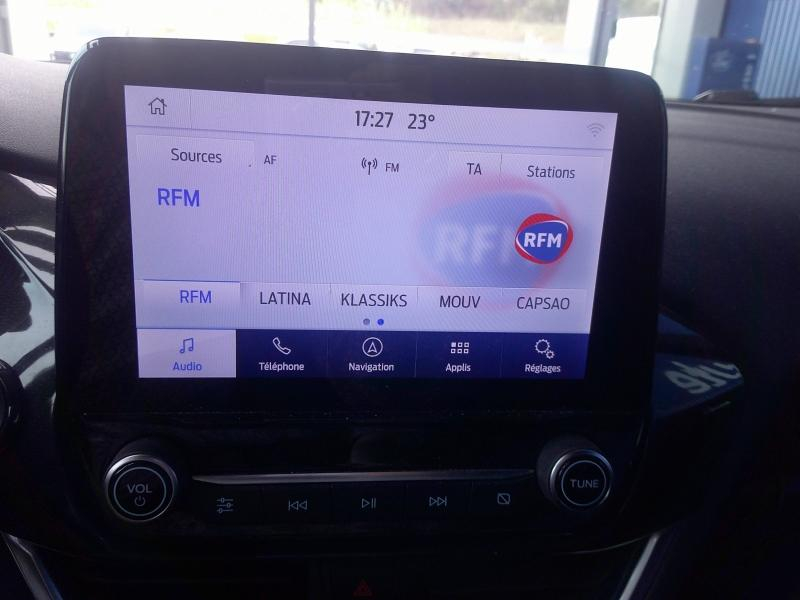 17:27 23°
Sources AF FM TA Stations
RFM
RFM
RFM
RFM LATINA KLASSIKS MOUV CAPSAO
Audio Téléphone Navigation Applis Réglages
VOL TUNE